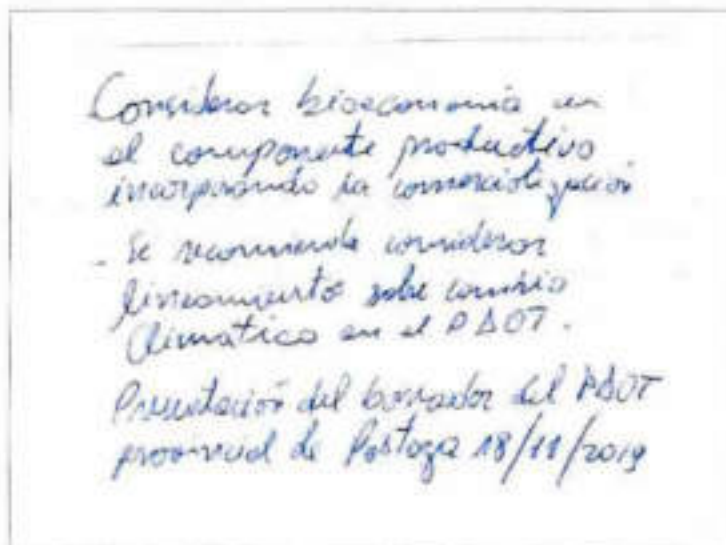 Considerar bioeconomía en
el componente productivo
incorporando la comercialización
- Se recomienda considerar
lineamientos sobre cambio
climático en el PDOT.
Presentación del borrador del PDOT
provincial de Pastaza 18/11/2019